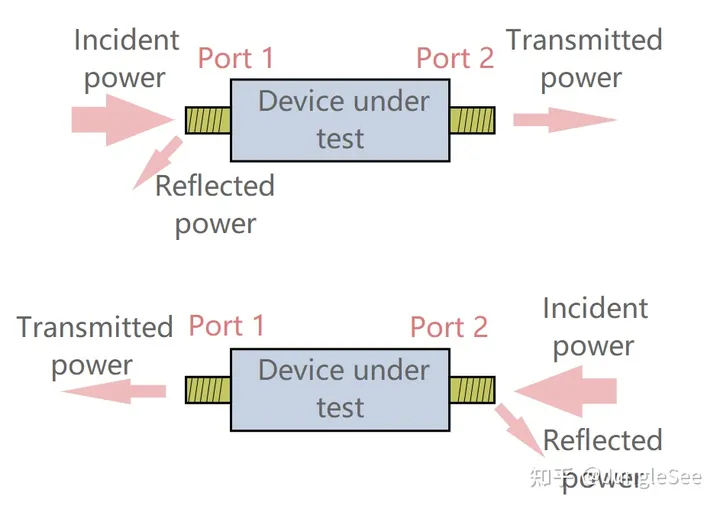 Incident
power
Port 1
Port 2
Transmitted
power
Device under
test
Reflected
power
Transmitted
power
Port 1
Port 2
Incident
power
Device under
test
Reflected
power
知乎 @JungleSee